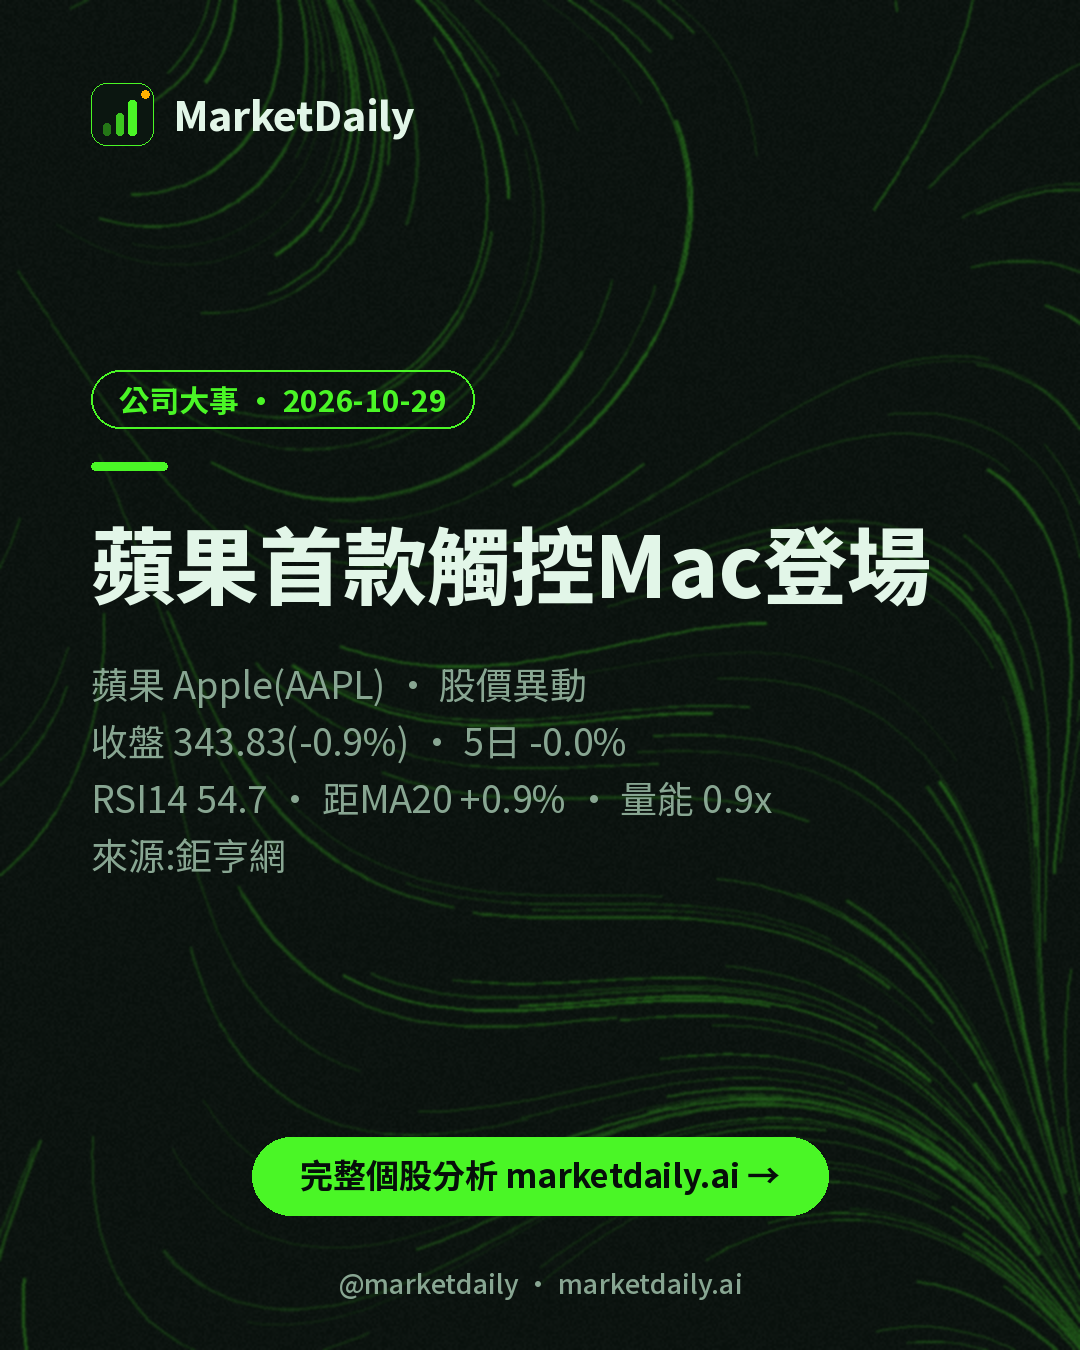 MarketDaily
公司大事 · 2026-10-29
蘋果首款觸控Mac登場
蘋果 Apple(AAPL) · 股價異動
收盤 343.83(-0.9%) · 5日 -0.0%
RSI14 54.7 · 距MA20 +0.9% · 量能 0.9x
來源:鉅亨網
完整個股分析 marketdaily.ai →
@marketdaily · marketdaily.ai